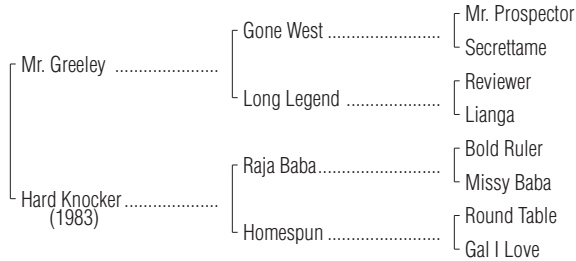 Mr. Prospector
Gone West ......................
Secrettame
Mr. Greeley .....................
Reviewer
Long Legend ...................
Lianga
Bold Ruler
Raja Baba.........................
Missy Baba
Hard Knocker ...................
(1983)
Round Table
Homespun .......................
Gal I Love